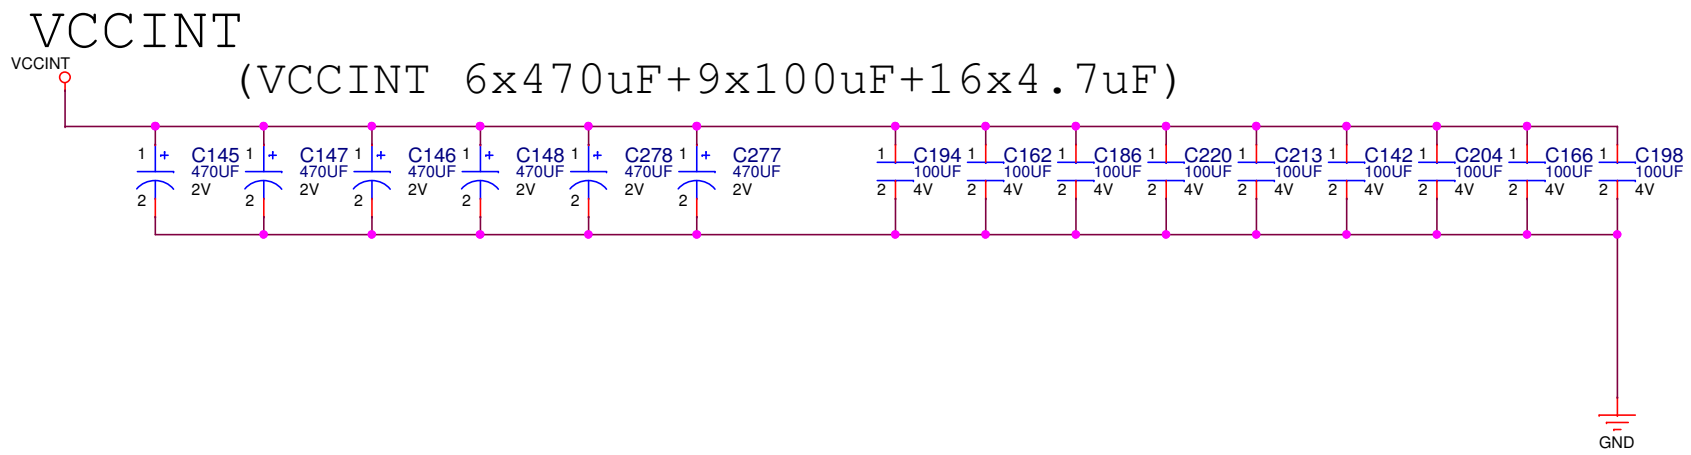 VCCINT
VCCINT
(VCCINT 6x470uF+9x100uF+16x4.7uF)
1 + C145 1 + C147 1 + C146 1 + C148 1 + C278 1 + C277 1 C194 1 C162 1 C186 1 C220 1 C213 1 C142 1 C204 1 C166 1 C198
470UF 470UF 470UF 470UF 470UF 470UF 100UF 100UF 100UF 100UF 100UF 100UF 100UF 100UF 100UF
2V 2V 2V 2V 2V 2V 2 4V 2 4V 2 4V 2 4V 2 4V 2 4V 2 4V 2 4V 2 4V
2 2 2 2 2 2
GND